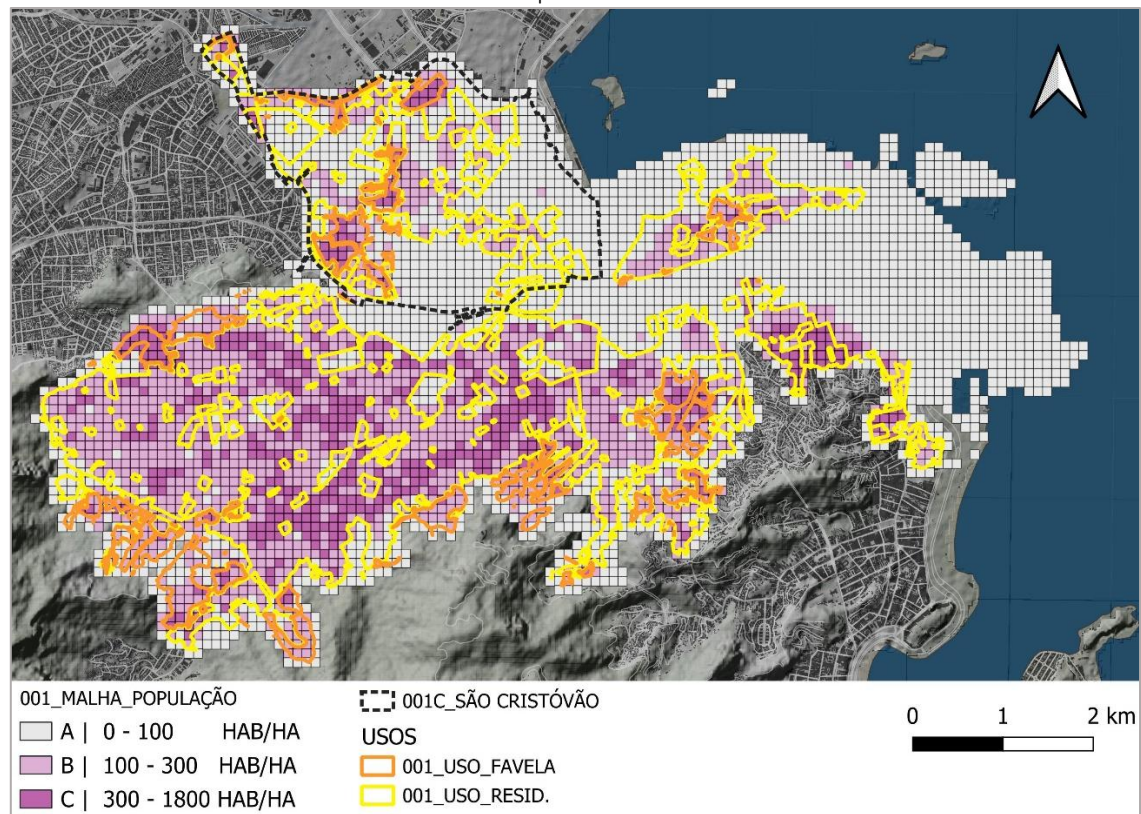 001_MALHA_POPULAÇÃO
A | 0 - 100 HAB/HA
B | 100 - 300 HAB/HA
C | 300 - 1800 HAB/HA
001C_SÃO CRISTÓVÃO
USOS
001_USO_FAVELA
001_USO_RESID.
0 1 2 km